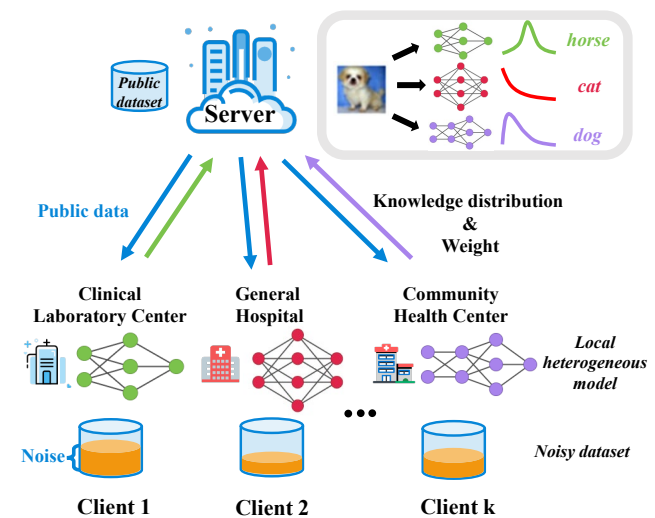 Public
dataset
Server
horse
cat
dog
Public data
Knowledge distribution
&
Weight
Clinical
Laboratory Center
General
Hospital
Community
Health Center
Local
heterogeneous
model
Noise
Noisy dataset
Client 1
Client 2
Client k